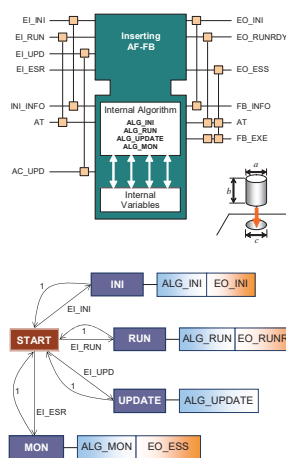 EI_INI
EO_INI
EI_RUN
Inserting
AF-FB
EO_RUNRDY
EI_UPD
EI_ESR
EO_ESS
INI_INFO
Internal Algorithm
FB_INFO
AT
ALG_INI
ALG_RUN
ALG_UPDATE
ALG_MON
AT
FB_EXE
AC_UPD
Internal
Variables
a
b
c
1
INI
ALG_INI
EO_INI
EI_INI
START
1
EI_RUN
RUN
ALG_RUN
EO_RUNR
EI_UPD
1
UPDATE
ALG_UPDATE
1
EI_ESR
MON
ALG_MON
EO_ESS